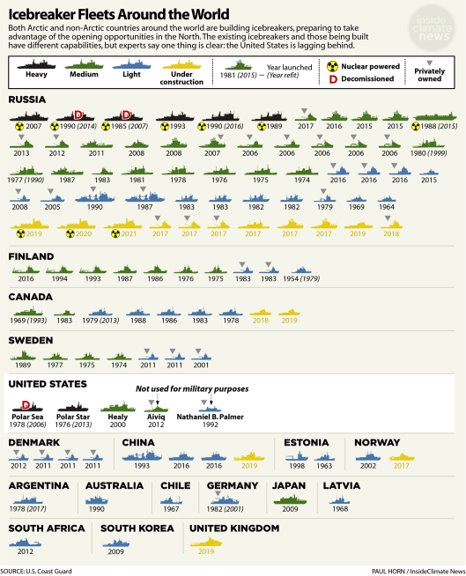 Icebreaker Fleets Around the World
Both Arctic and non-Arctic countries around the world are building icebreakers, preparing to take
advantage of the opening opportunities in the North. The existing icebreakers and those being built
have different capabilities, but experts say one thing is clear: the United States is lagging behind.
inside
climate
news
Heavy Medium Light Under construction
Year launched
1981 (2015) — (Year refit)
Nuclear powered
D Decomissioned
Privately owned
RUSSIA
2007 D 1990 (2014) D 1985 (2007) 1993 1990 (2016) 1989 2017 2016 2015 2015 1988 (2015)
2013 2012 2011 2008 2008 2008 2006 2006 2006 2006 1980 (1999)
1977 (1990) 1987 1983 1981 1978 1976 1975 1974 2016 2016 2016 2015
2008 2005 1990 1987 1983 1983 1982 1982 1979 1969 1964
2019 2020 2021 2017 2017 2017 2017 2017 2017 2019 2018
FINLAND
2016 1994 1993 1987 1986 1976 1975 1983 1983 1954 (1979)
CANADA
1969 (1993) 1983 1979 (2013) 1988 1986 1983 1978 2018 2019
SWEDEN
1989 1977 1975 1974 2011 2011 2001
UNITED STATES
Not used for military purposes
D
Polar Sea Polar Star Healy Aiviq Nathaniel B. Palmer
1978 (2006) 1976 (2013) 2000 2012 1992
DENMARK CHINA ESTONIA NORWAY
2012 2011 2011 2011 1993 2016 2016 2019 1998 1963 2002 2017
ARGENTINA AUSTRALIA CHILE GERMANY JAPAN LATVIA
1978 (2017) 1990 1967 1982 (2001) 2009 1968
SOUTH AFRICA SOUTH KOREA UNITED KINGDOM
2012 2009 2019
SOURCE: U.S. Coast Guard
PAUL HORN / InsideClimate News